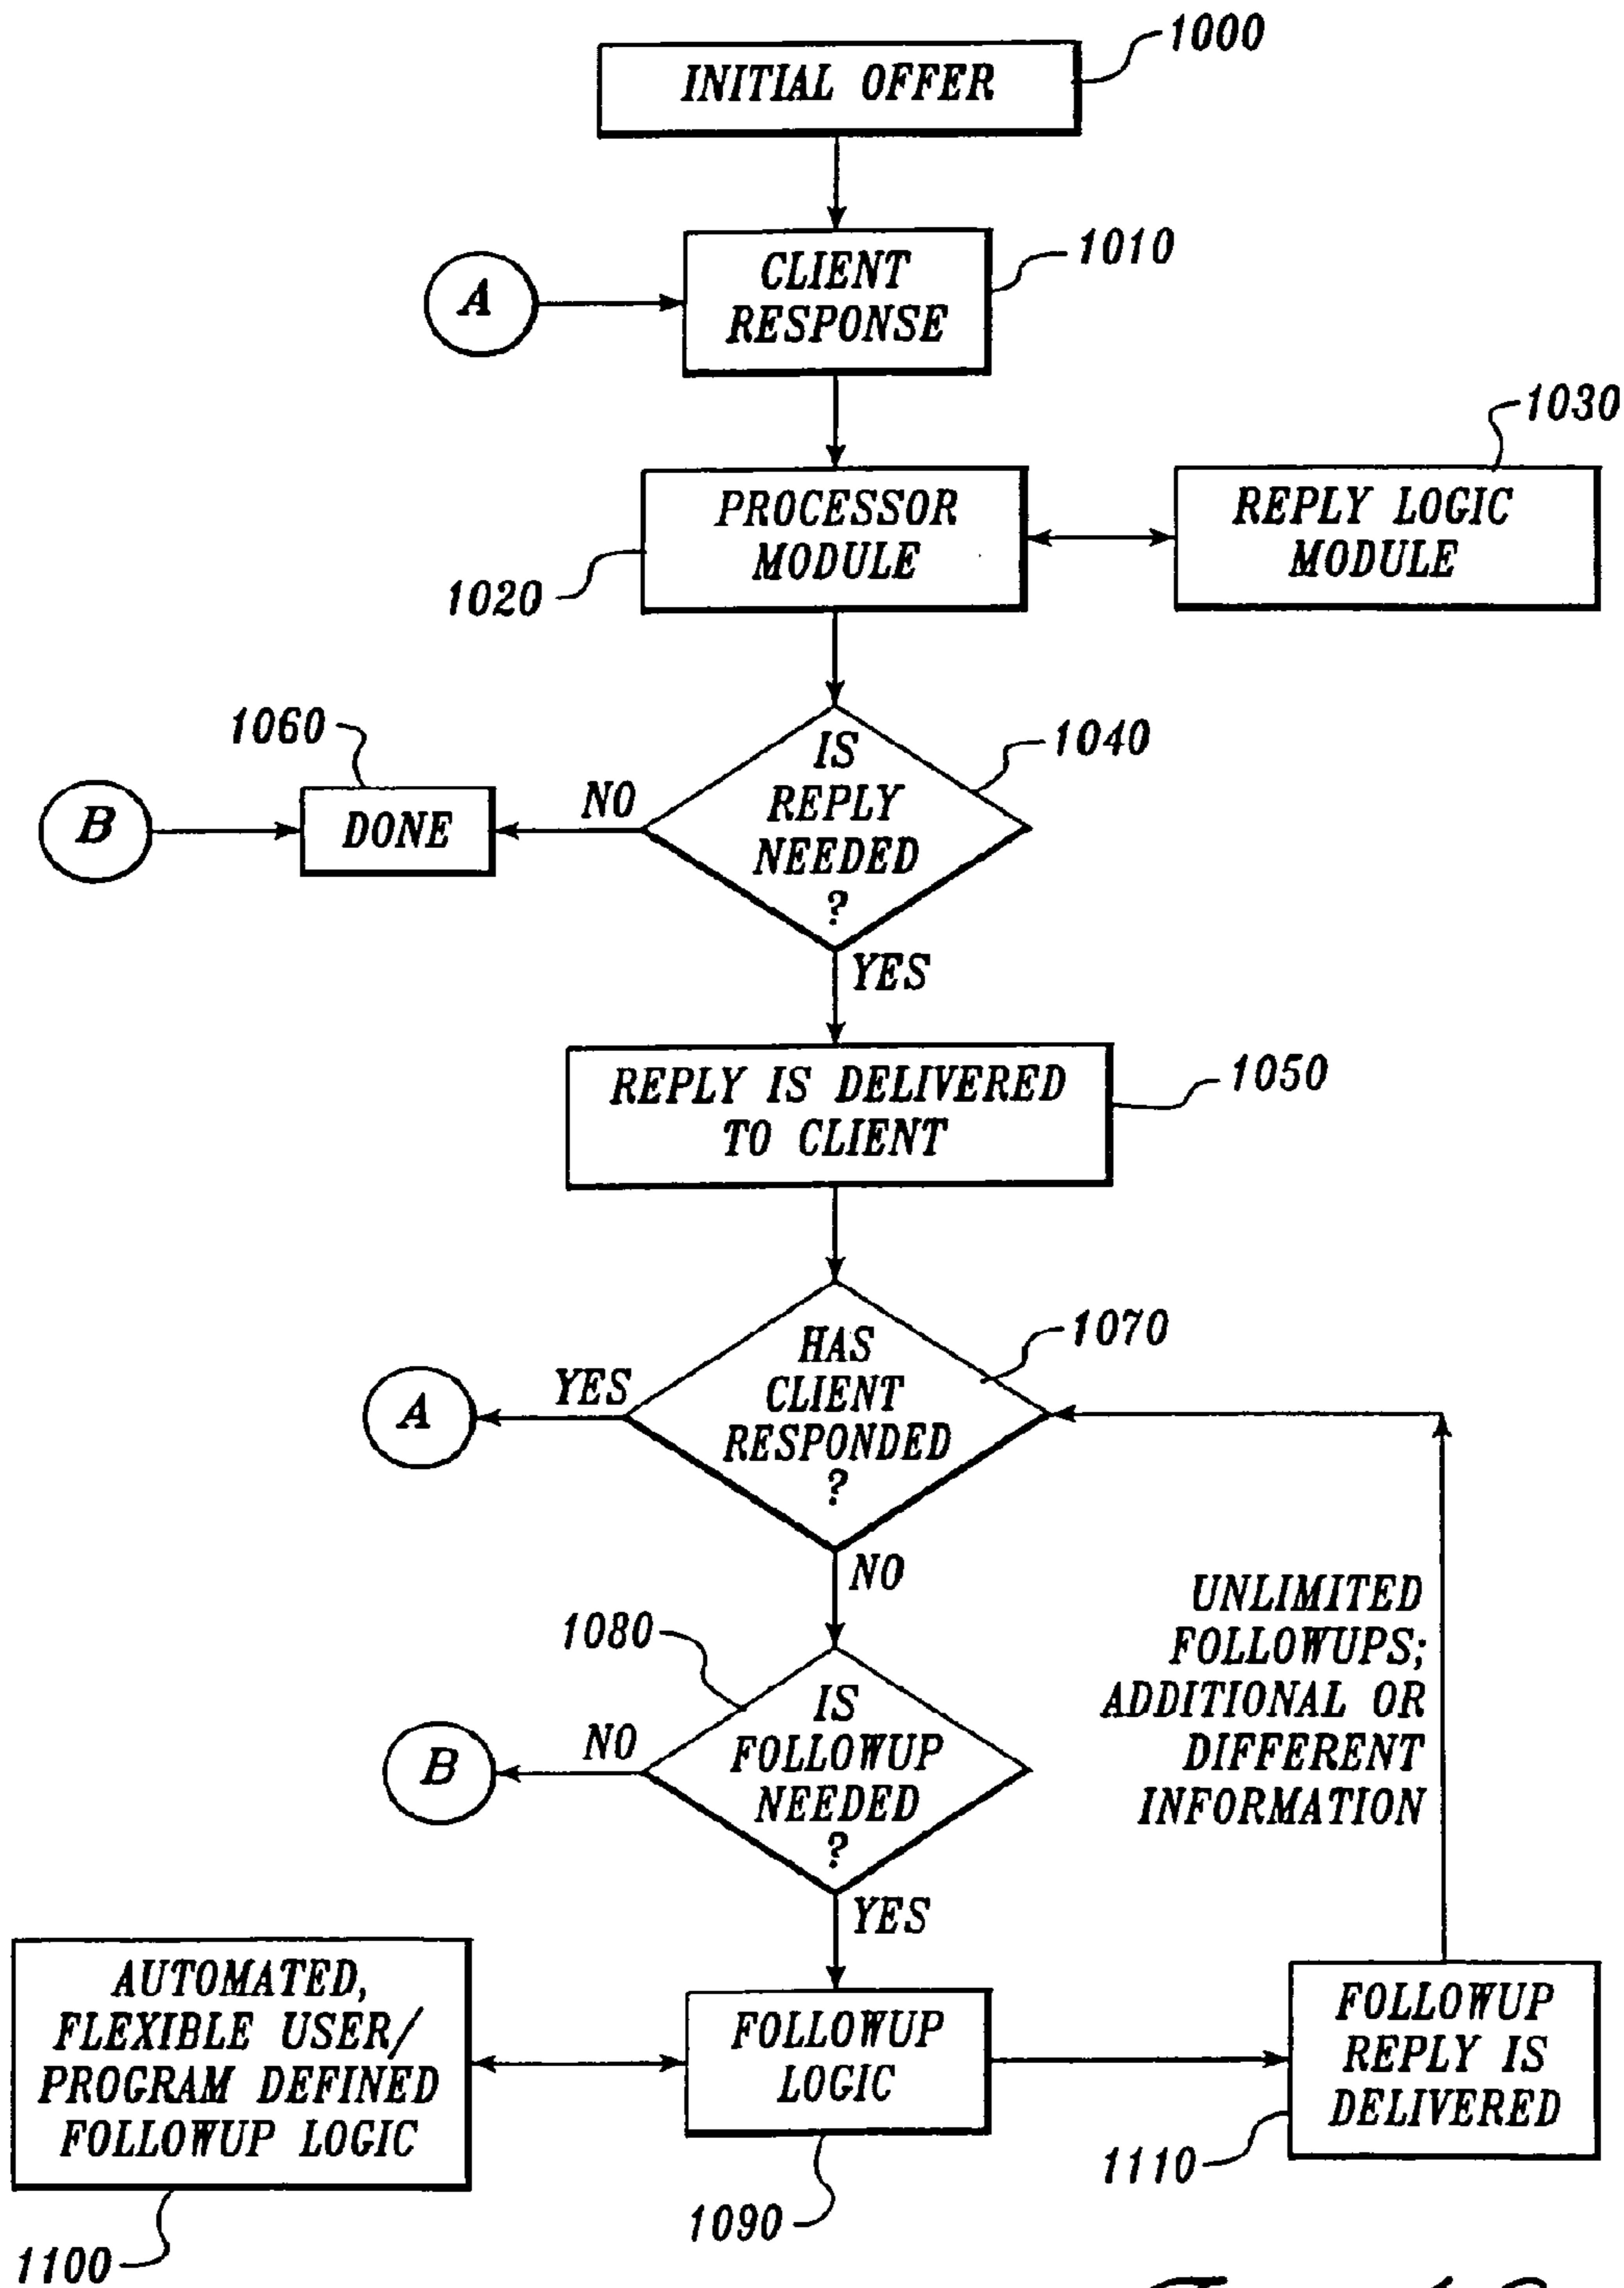 1000
INITIAL OFFER
1010
CLIENT
RESPONSE
A
1030
PROCESSOR
MODULE
REPLY LOGIC
MODULE
1020
1060
1040
IS
REPLY
NEEDED
?
NO
DONE
B
YES
REPLY IS DELIVERED
TO CLIENT
1050
1070
HAS
CLIENT
RESPONDED
?
YES
A
NO
UNLIMITED
FOLLOWUPS;
ADDITIONAL OR
DIFFERENT
INFORMATION
1080
IS
FOLLOWUP
NEEDED
?
NO
B
YES
AUTOMATED,
FLEXIBLE USER/
PROGRAM DEFINED
FOLLOWUP LOGIC
FOLLOWUP
LOGIC
FOLLOWUP
REPLY IS
DELIVERED
1110
1090
1100